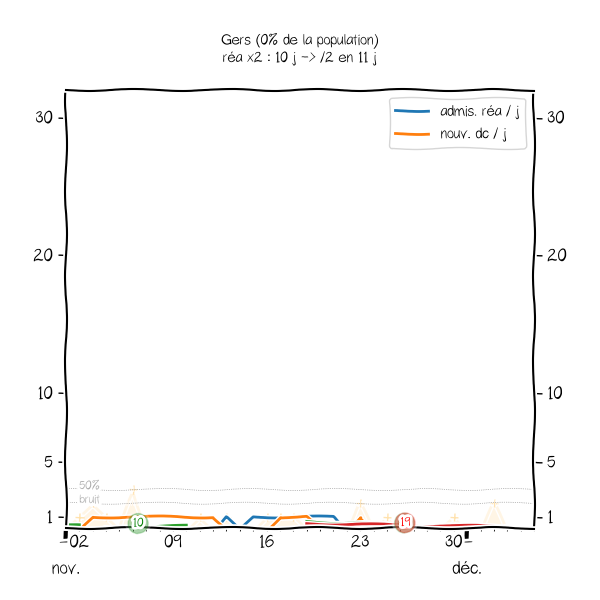 Gers (0% de la population)
réa x2 : 10 j -> /2 en 11 j
admis. réa / j
nouv. dc / j
30
30
20
20
10
10
5
5
50%
bruit
1
1
10
19
02
09
16
23
30
nov.
déc.